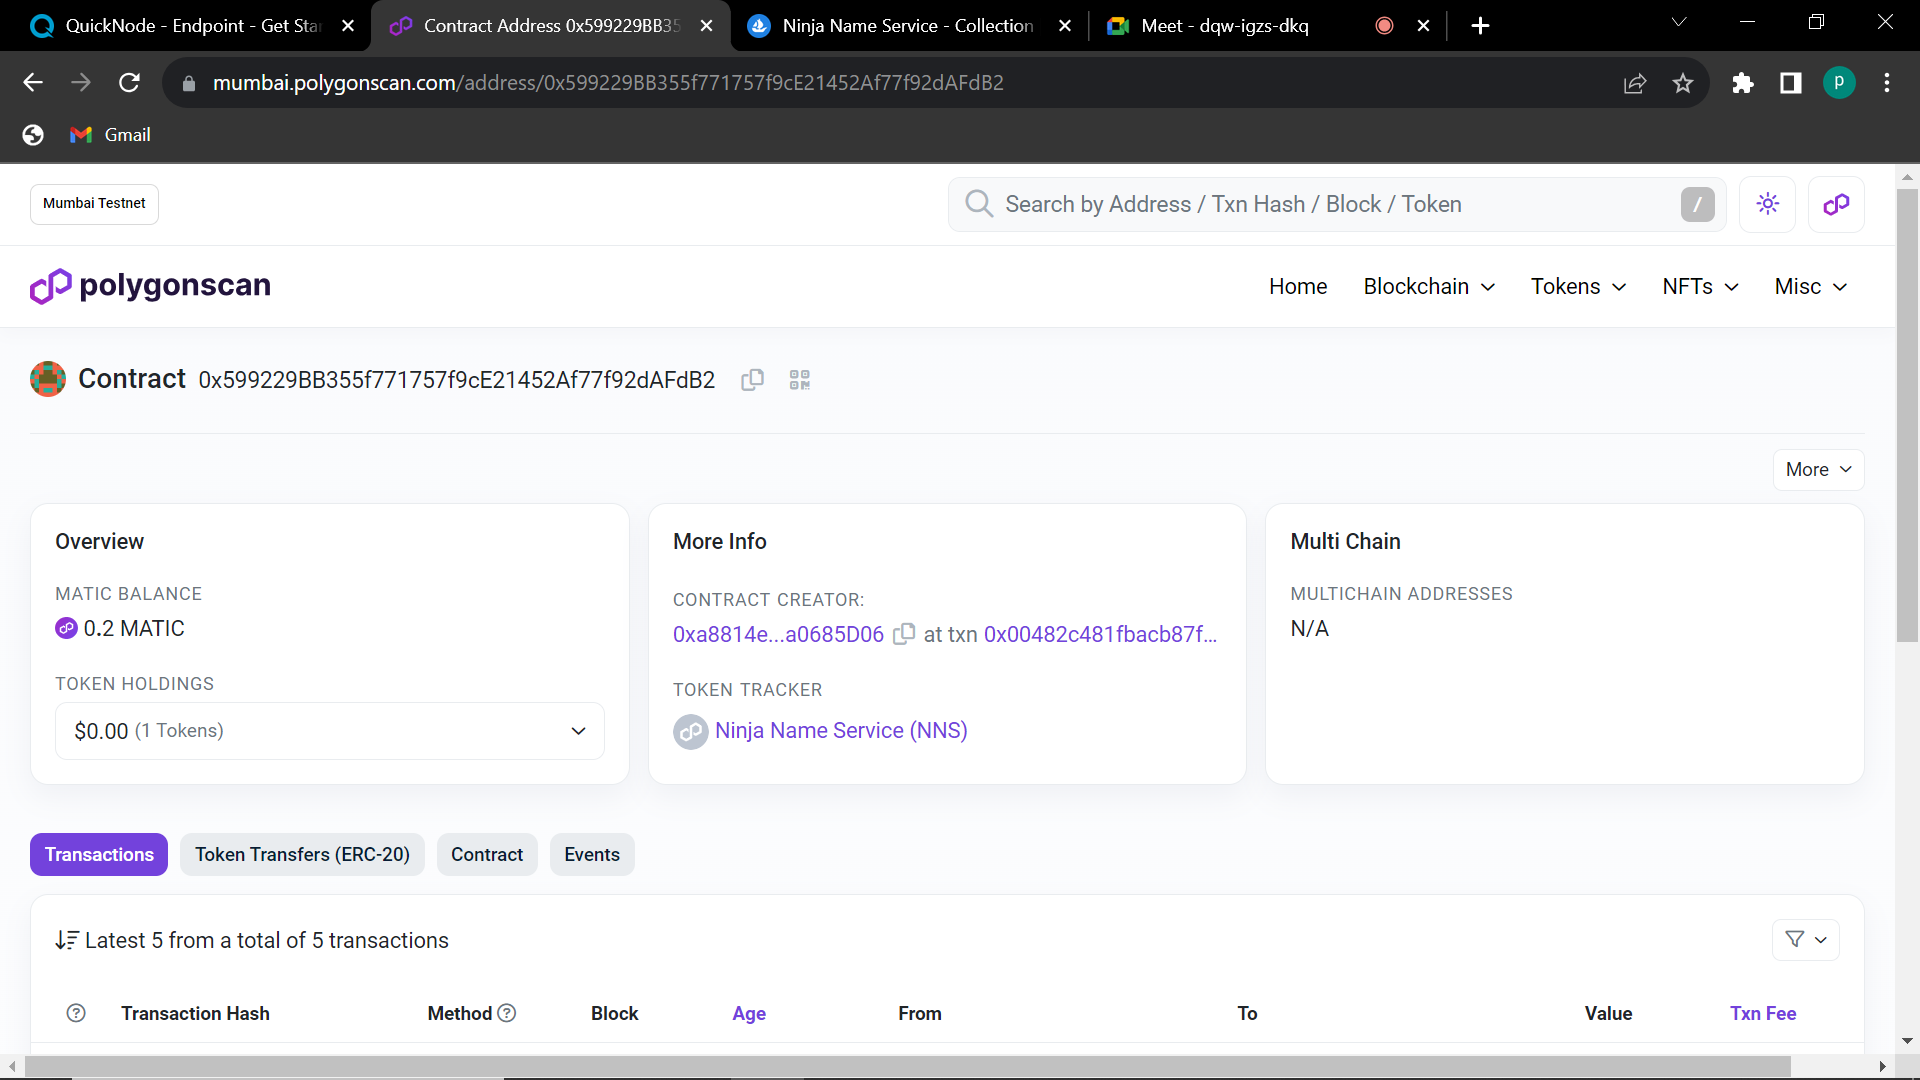 QuickNode - Endpoint - Get Star
Contract Address 0x599229BB35
Ninja Name Service - Collection
Meet - dqw-igzs-dkq
mumbai.polygonscan.com/address/0x599229BB355f771757f9cE21452Af77f92dAFdB2
p
Gmail
Mumbai Testnet
Search by Address / Txn Hash / Block / Token
/
polygonscan
Home
Blockchain
Tokens
NFTs
Misc
Contract 0x599229BB355f771757f9cE21452Af77f92dAFdB2
More
Overview
MATIC BALANCE
0.2 MATIC
TOKEN HOLDINGS
$0.00 (1 Tokens)
More Info
CONTRACT CREATOR:
0xa8814e...a0685D06 at txn 0x00482c481fbacb87f...
TOKEN TRACKER
Ninja Name Service (NNS)
Multi Chain
MULTICHAIN ADDRESSES
N/A
Transactions
Token Transfers (ERC-20)
Contract
Events
Latest 5 from a total of 5 transactions
Transaction Hash
Method
Block
Age
From
To
Value
Txn Fee